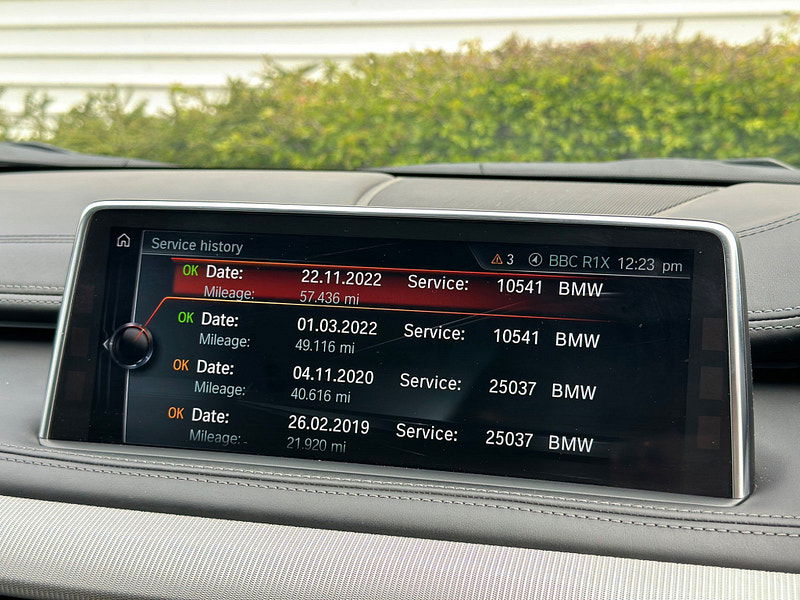 Service history
3 BBC R1X 12:23 pm
OK Date: 22.11.2022 Service: 10541 BMW
Mileage: 57.436 mi
OK Date: 01.03.2022 Service: 10541 BMW
Mileage: 49.116 mi
OK Date: 04.11.2020 Service: 25037 BMW
Mileage: 40.616 mi
OK Date: 26.02.2019 Service: 25037 BMW
Mileage:- 21.920 mi